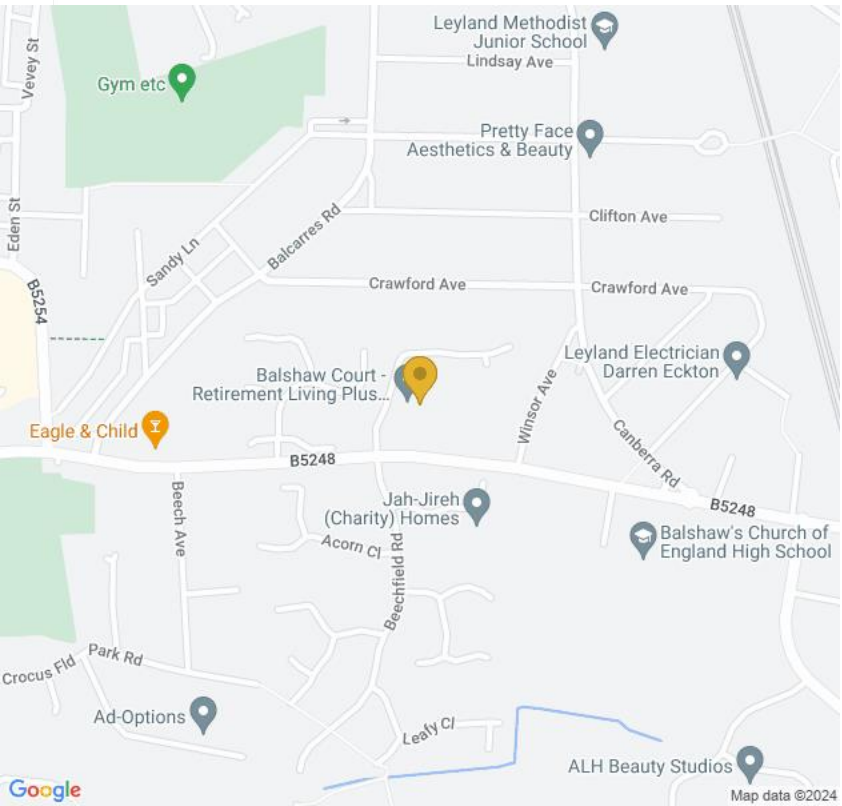 Leyland Methodist
Junior School
Lindsay Ave
Vevey St
Gym etc
Pretty Face
Aesthetics & Beauty
Eden St
Clifton Ave
Balcarres Rd
Sandy Ln
Crawford Ave
Crawford Ave
B5254
Leyland Electrician
Darren Eckton
Balshaw Court -
Retirement Living Plus...
Winsor Ave
Eagle & Child
Canberra Rd
B5248
Beech Ave
Jah-Jireh
(Charity) Homes
B5248
Balshaw's Church of
England High School
Acorn Cl
Beechfield Rd
Park Rd
Crocus Fld
Ad-Options
Leafy Cl
ALH Beauty Studios
Google
Map data ©2024